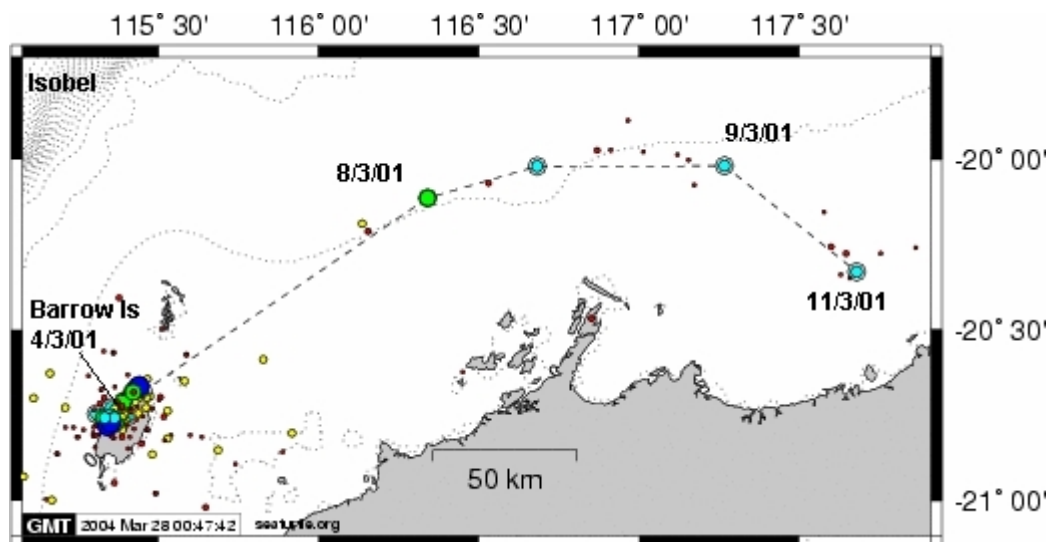 115° 30' 116° 00' 116° 30' 117° 00' 117° 30'
Isobel
9/3/01
8/3/01
-20° 00'
Barrow Is
4/3/01
11/3/01
-20° 30'
50 km
-21° 00'
GMT 2004 Mar 28 00:47:42 seaturtle.org